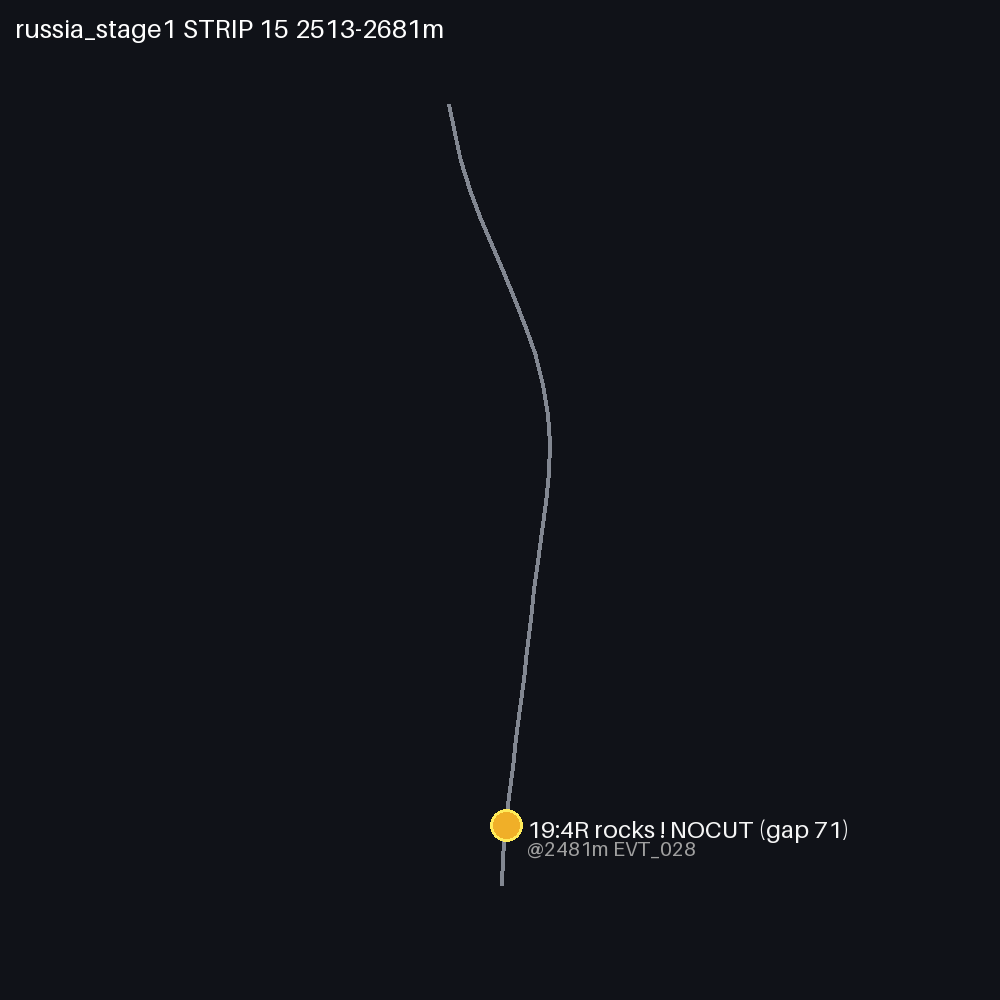 russia_stage1 STRIP 15 2513-2681m
19:4R rocks ! NOCUT (gap 71)
@2481m EVT_028